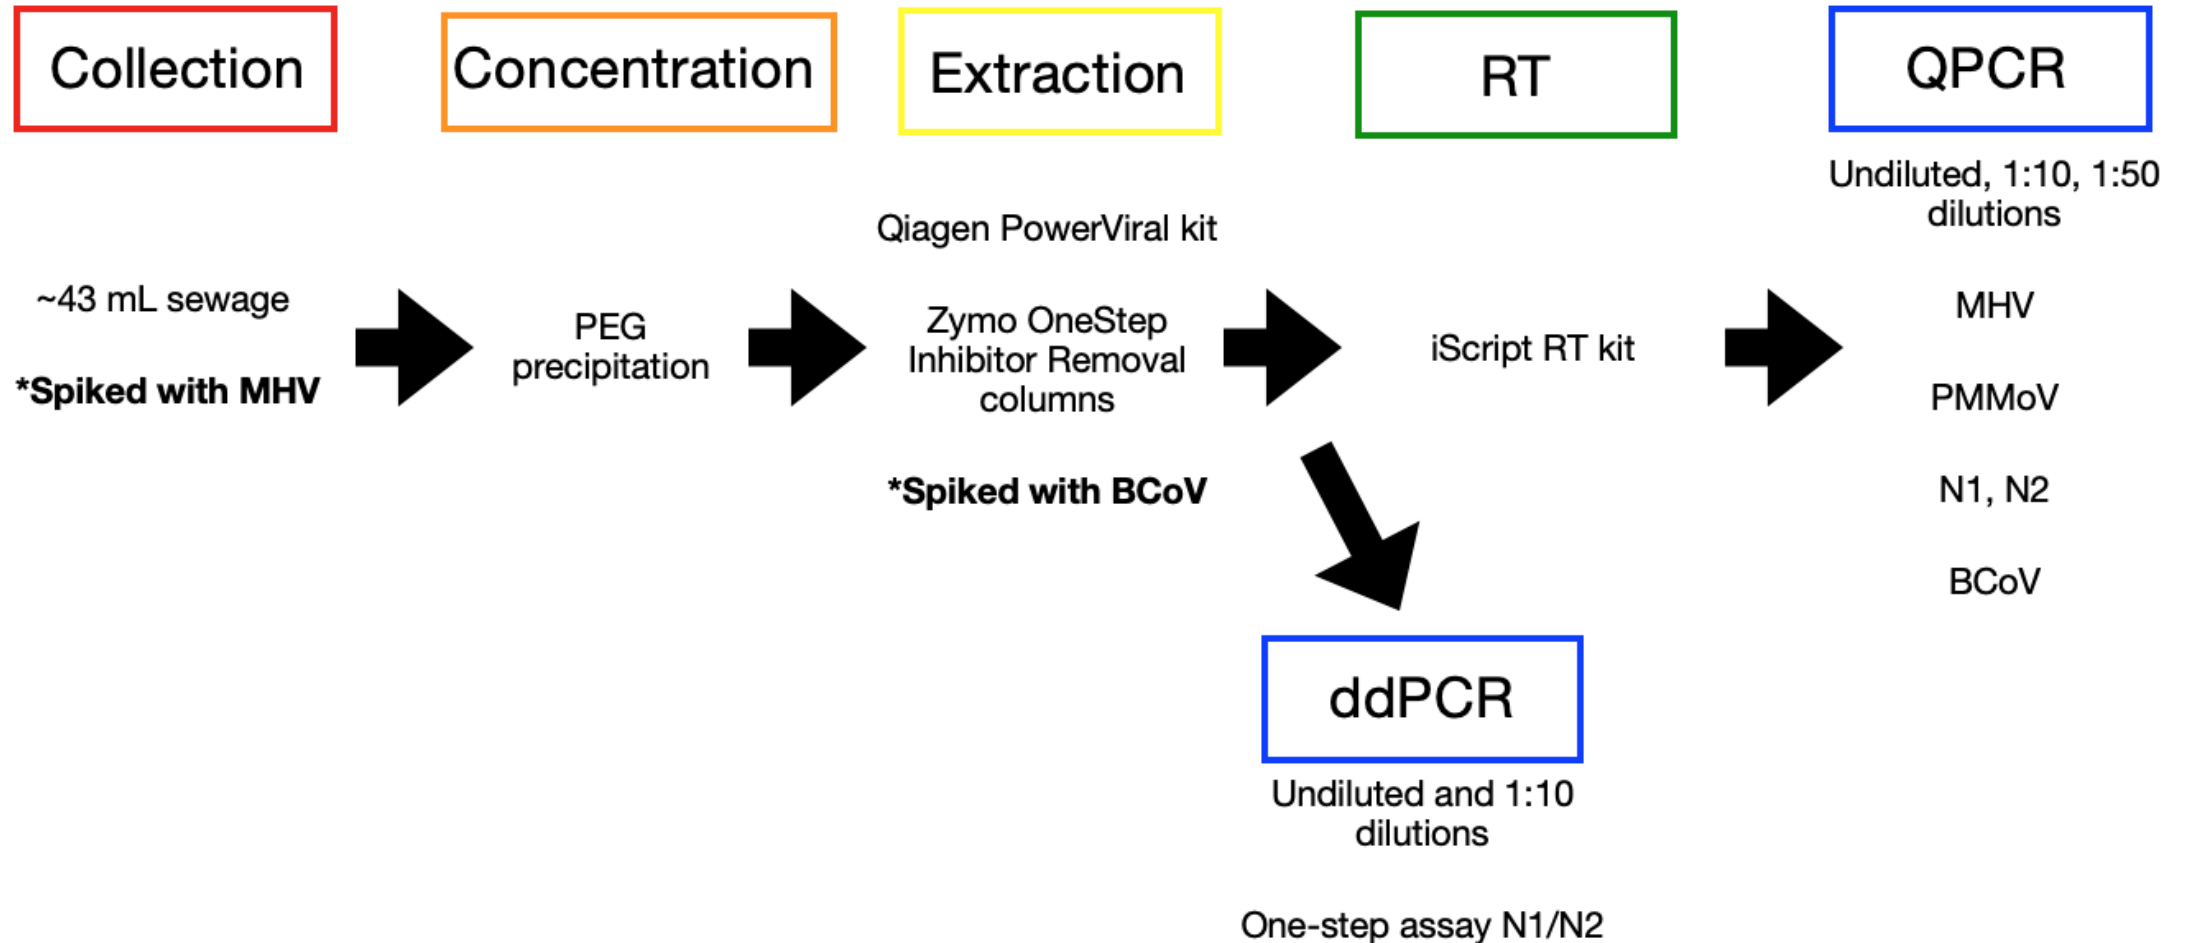 Collection
Concentration
Extraction
RT
QPCR
~43 mL sewage
*Spiked with MHV
PEG
precipitation
Qiagen PowerViral kit
Zymo OneStep
Inhibitor Removal
columns
*Spiked with BCoV
iScript RT kit
Undiluted, 1:10, 1:50
dilutions
MHV
PMMoV
N1, N2
BCoV
ddPCR
Undiluted and 1:10
dilutions
One-step assay N1/N2